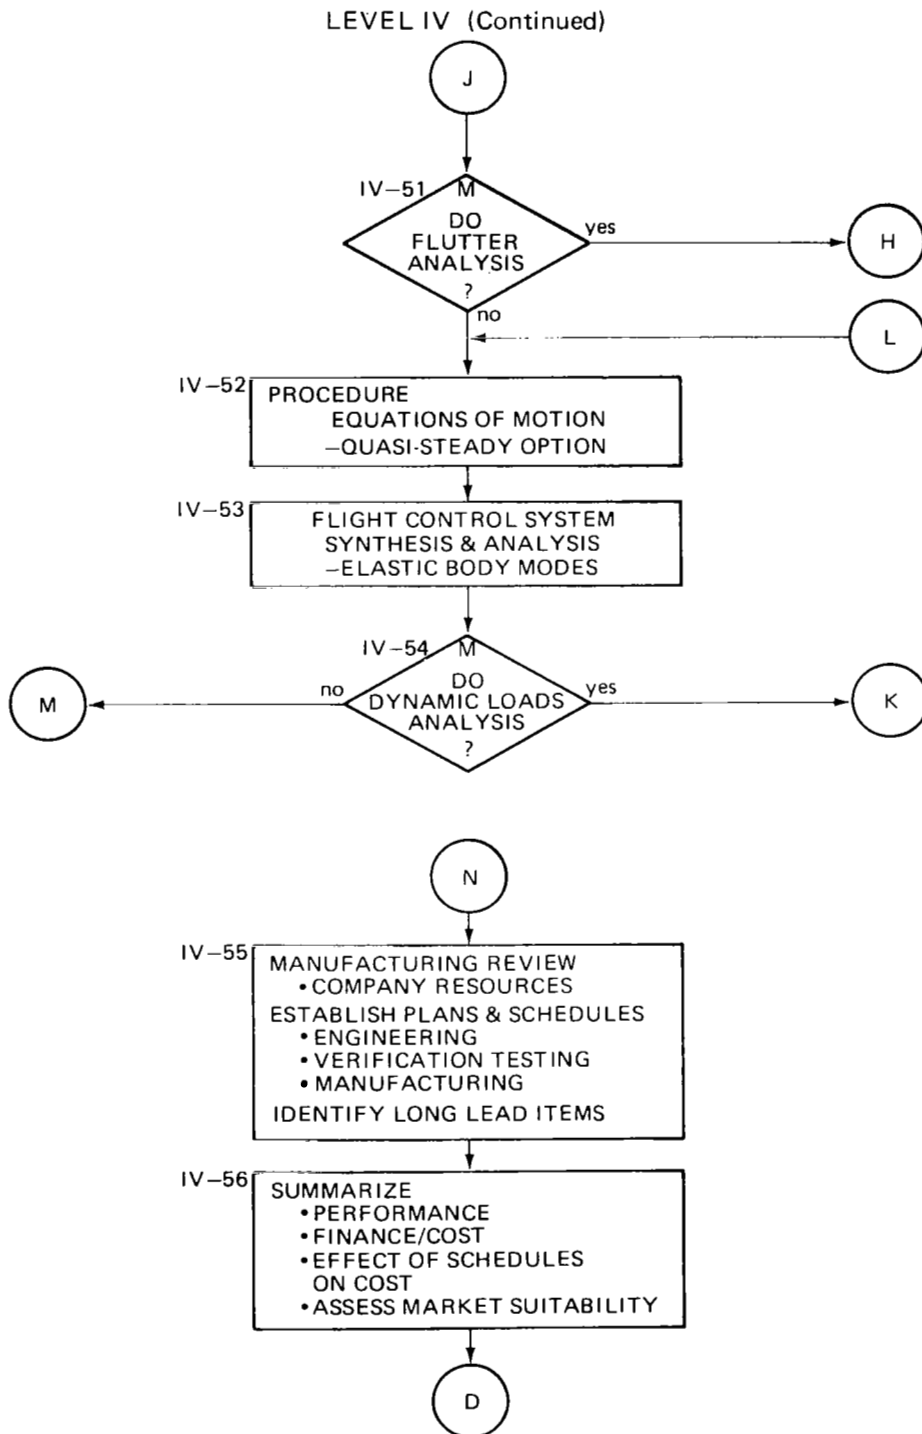 LEVEL IV (Continued)
J
IV–51
M
DO
FLUTTER
ANALYSIS
?
yes
H
no
L
IV–52
PROCEDURE
EQUATIONS OF MOTION
–QUASI-STEADY OPTION
IV–53
FLIGHT CONTROL SYSTEM
SYNTHESIS & ANALYSIS
–ELASTIC BODY MODES
IV–54
M
DO
DYNAMIC LOADS
ANALYSIS
?
no
M
yes
K
N
IV–55
MANUFACTURING REVIEW
• COMPANY RESOURCES
ESTABLISH PLANS & SCHEDULES
• ENGINEERING
• VERIFICATION TESTING
• MANUFACTURING
IDENTIFY LONG LEAD ITEMS
IV–56
SUMMARIZE
• PERFORMANCE
• FINANCE/COST
• EFFECT OF SCHEDULES
ON COST
• ASSESS MARKET SUITABILITY
D